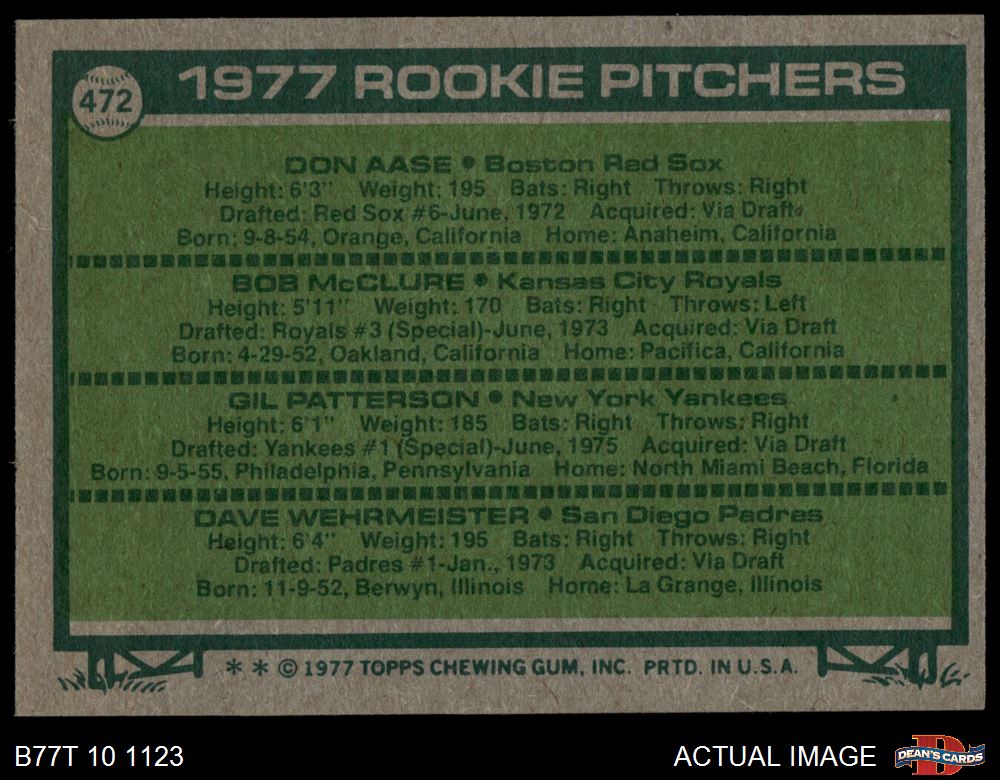 472
1977 ROOKIE PITCHERS
DON AASE • Boston Red Sox
Height: 6'3" Weight: 195 Bats: Right Throws: Right
Drafted: Red Sox #6-June, 1972 Acquired: Via Draft
Born: 9-8-54, Orange, California Home: Anaheim, California
BOB McCLURE • Kansas City Royals
Height: 5'11" Weight: 170 Bats: Right Throws: Left
Drafted: Royals #3 (Special)-June, 1973 Acquired: Via Draft
Born: 4-29-52, Oakland, California Home: Pacifica, California
GIL PATTERSON • New York Yankees
Height: 6'1" Weight: 185 Bats: Right Throws: Right
Drafted: Yankees #1 (Special)-June, 1975 Acquired: Via Draft
Born: 9-5-55, Philadelphia, Pennsylvania Home: North Miami Beach, Florida
DAVE WEHRMEISTER • San Diego Padres
Height: 6'4" Weight: 195 Bats: Right Throws: Right
Drafted: Padres #1-Jan., 1973 Acquired: Via Draft
Born: 11-9-52, Berwyn, Illinois Home: La Grange, Illinois
* * © 1977 TOPPS CHEWING GUM, INC. PRTD. IN U.S.A.
B77T 10 1123
ACTUAL IMAGE
D
DEAN'S CARDS